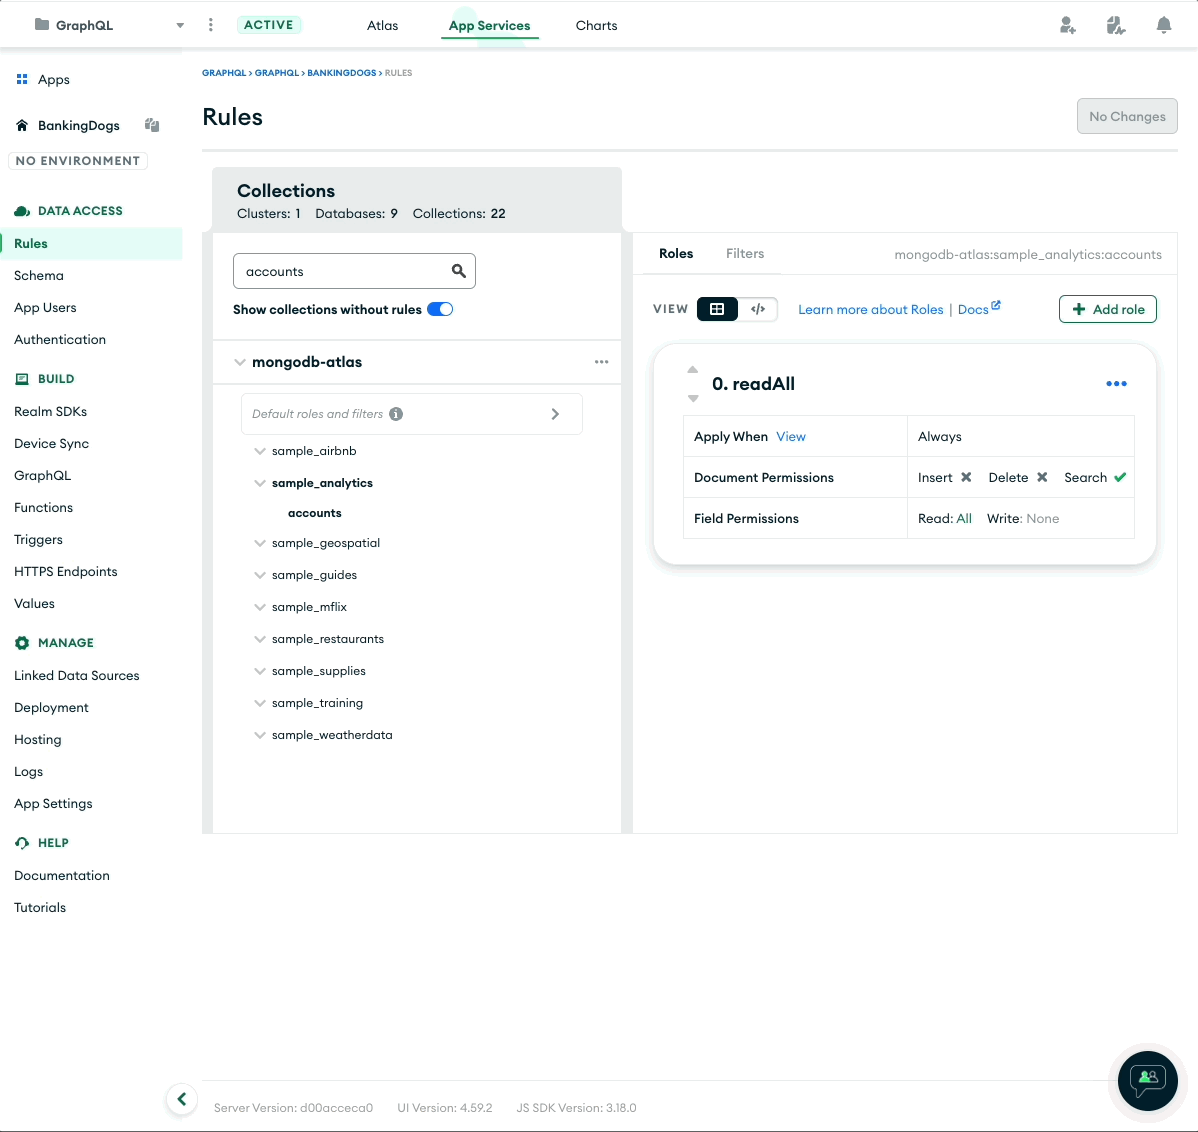 GraphQL
ACTIVE
Atlas
App Services
Charts
Apps
BankingDogs
NO ENVIRONMENT
DATA ACCESS
Rules
Schema
App Users
Authentication
BUILD
Realm SDKs
Device Sync
GraphQL
Functions
Triggers
HTTPS Endpoints
Values
MANAGE
Linked Data Sources
Deployment
Hosting
Logs
App Settings
HELP
Documentation
Tutorials
GRAPHQL > GRAPHQL > BANKINGDOGS > RULES
Rules
No Changes
Collections
Clusters: 1 Databases: 9 Collections: 22
accounts
Show collections without rules
mongodb-atlas
Default roles and filters
sample_airbnb
sample_analytics
accounts
sample_geospatial
sample_guides
sample_mflix
sample_restaurants
sample_supplies
sample_training
sample_weatherdata
Roles
Filters
mongodb-atlas:sample_analytics:accounts
VIEW
Learn more about Roles | Docs
Add role
0. readAll
Apply When View
Always
Document Permissions
Insert Delete Search
Field Permissions
Read: All Write: None
Server Version: d00acceca0 UI Version: 4.59.2 JS SDK Version: 3.18.0